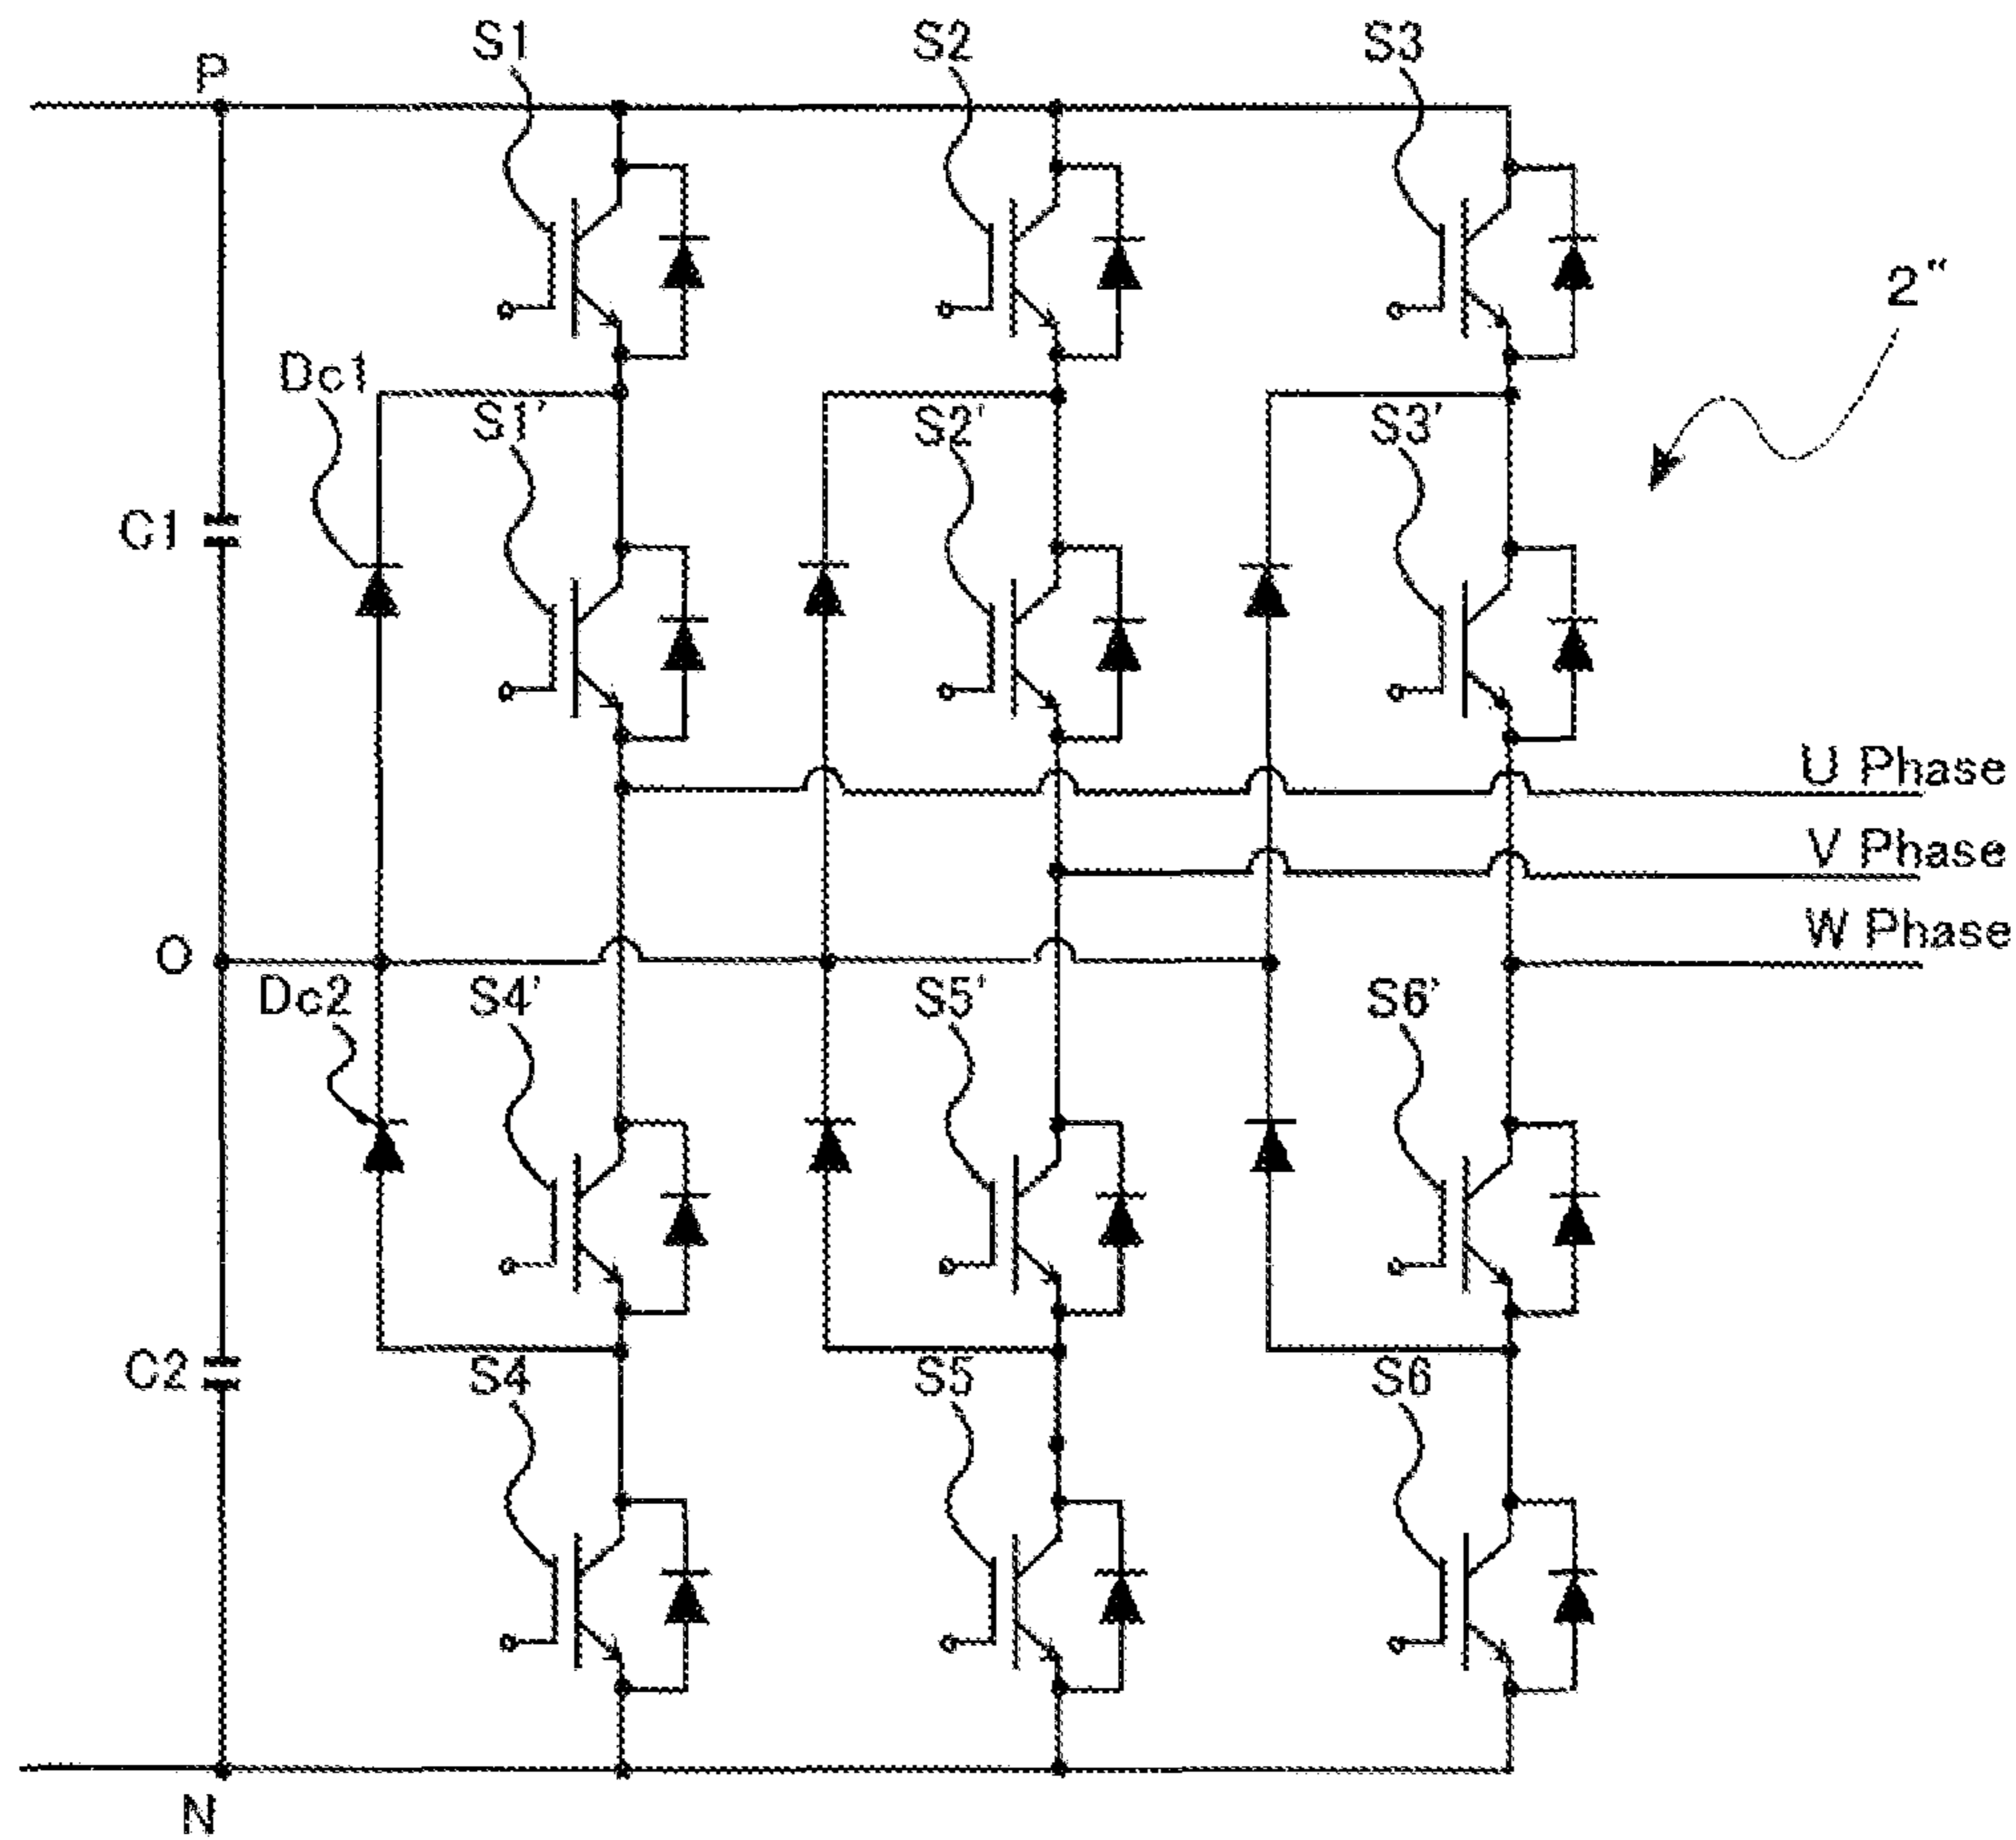 S1
S2
S3
P
2"
Dc1
S1'
S2'
S3'
C1
U Phase
V Phase
W Phase
O
Dc2
S4'
S5'
S6'
C2
S4
S5
S6
N